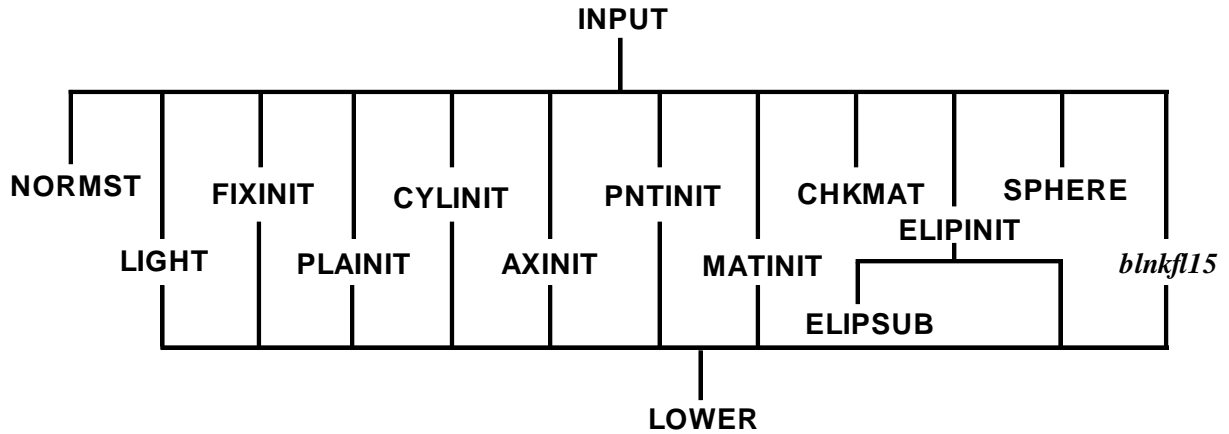 INPUT
NORMST
FIXINIT
CYLINIT
PNTINIT
CHKMAT
SPHERE
ELIPINIT
LIGHT
PLAINIT
AXINIT
MATINIT
blnkfl15
ELIPSUB
LOWER